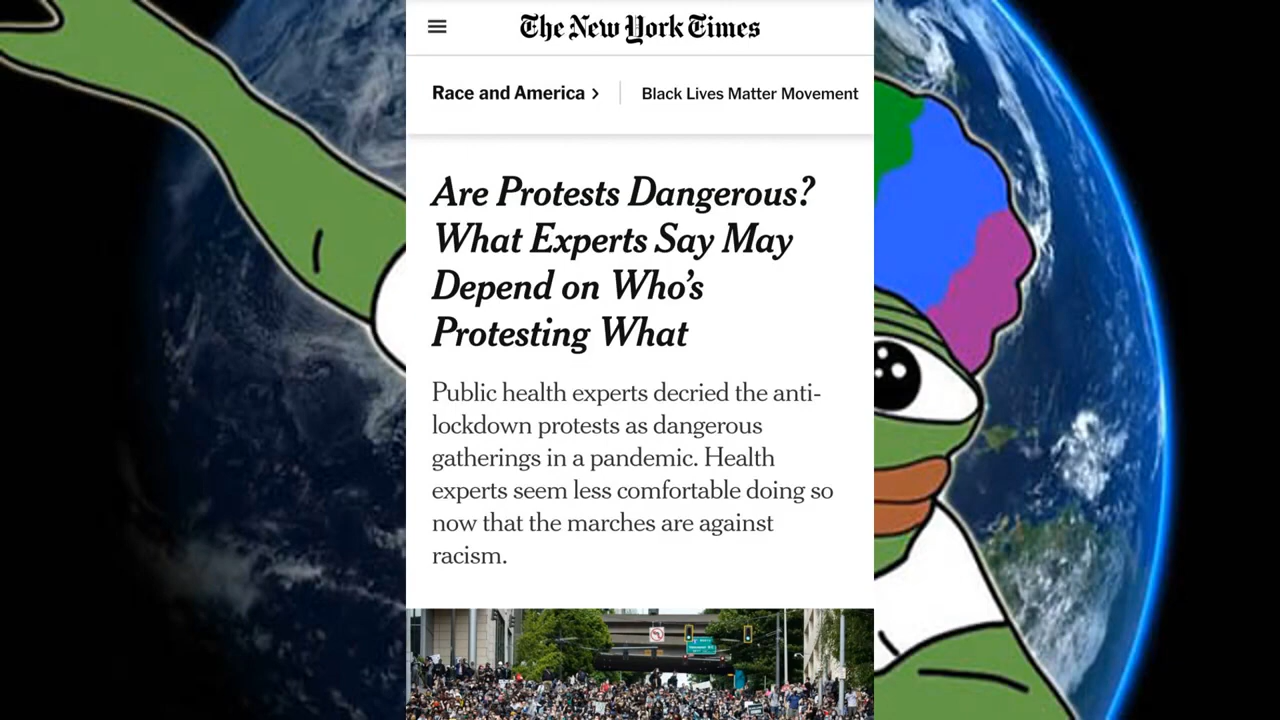 The New York Times
Race and America >
Black Lives Matter Movement
Are Protests Dangerous?
What Experts Say May
Depend on Who’s
Protesting What
Public health experts decried the anti-
lockdown protests as dangerous
gatherings in a pandemic. Health
experts seem less comfortable doing so
now that the marches are against
racism.